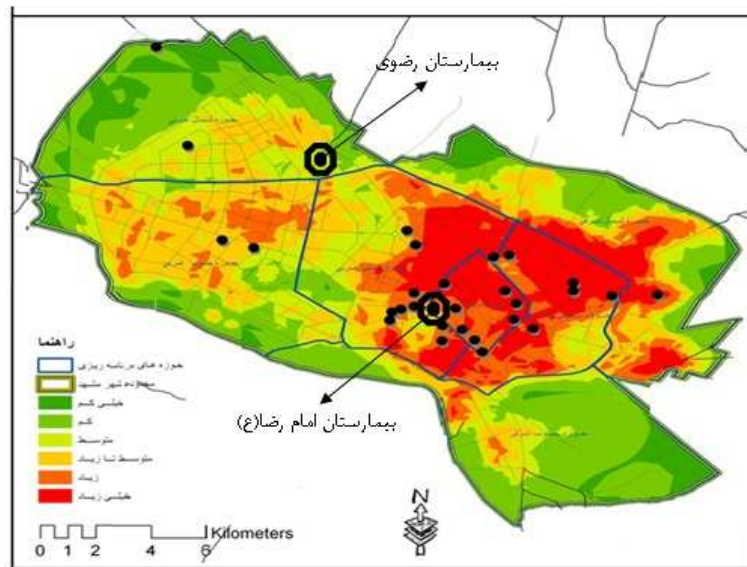 بیمارستان رضوی
بیمارستان امام رضا(ع)
راهنما
حوزه های برنامه ریزی
محدوده شهر مشهد
خیلی کم
کم
متوسط
متوسط تا زیاد
زیاد
خیلی زیاد
N
Kilometers
0 1 2 4 6